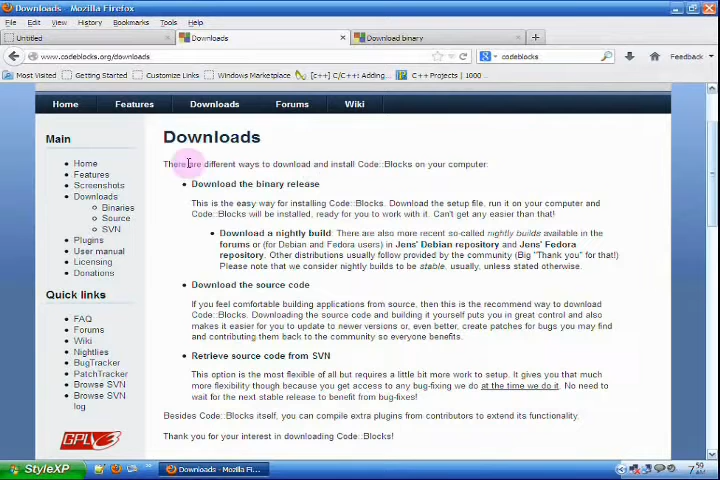 Downloads - Mozilla Firefox
File Edit View History Bookmarks Tools Help
Untitled
Downloads
Download binary
www.codeblocks.org/downloads
codeblocks
Feedback
Most Visited Getting Started Customize Links Windows Marketplace [c++] C/C++: Adding... C++ Projects | 1000 ...
Home Features Downloads Forums Wiki
Main
Home
Features
Screenshots
Downloads
Binaries
Source
SVN
Plugins
User manual
Licensing
Donations
Quick links
FAQ
Forums
Wiki
Nightlies
BugTracker
PatchTracker
Browse SVN
Browse SVN
log
GPLv3
Downloads
There are different ways to download and install Code::Blocks on your computer:
Download the binary release
This is the easy way for installing Code::Blocks. Download the setup file, run it on your computer and
Code::Blocks will be installed, ready for you to work with it. Can't get any easier than that!
Download a nightly build: There are also more recent so-called nightly builds available in the
forums or (for Debian and Fedora users) in Jens' Debian repository and Jens' Fedora
repository. Other distributions usually follow provided by the community (Big "Thank you" for that!)
Please note that we consider nightly builds to be stable, usually, unless stated otherwise.
Download the source code
If you feel comfortable building applications from source, then this is the recommend way to download
Code::Blocks. Downloading the source code and building it yourself puts you in great control and also
makes it easier for you to update to newer versions or, even better, create patches for bugs you may find
and contributing them back to the community so everyone benefits.
Retrieve source code from SVN
This option is the most flexible of all but requires a little bit more work to setup. It gives you that much
more flexibility though because you get access to any bug-fixing we do at the time we do it. No need to
wait for the next stable release to benefit from bug-fixes!
Besides Code::Blocks itself, you can compile extra plugins from contributors to extend its functionality.
Thank you for your interest in downloading Code::Blocks!
StyleXP
Downloads - Mozilla F...